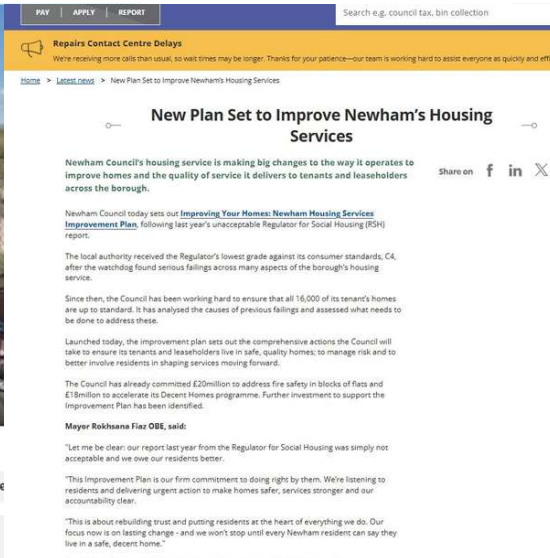 PAY | APPLY | REPORT
Search e.g. council tax, bin collection
Repairs Contact Centre Delays
We're receiving more calls than usual, so wait times may be longer. Thanks for your patience—our team is working hard to assist everyone as quickly and effi
Home > Latest news > New Plan Set to Improve Newham's Housing Services
New Plan Set to Improve Newham's Housing
Services
Newham Council's housing service is making big changes to the way it operates to
improve homes and the quality of service it delivers to tenants and leaseholders
across the borough.
Share on f in X
Newham Council today sets out Improving Your Homes: Newham Housing Services
Improvement Plan, following last year's unacceptable Regulator for Social Housing (RSH)
report.
The local authority received the Regulator's lowest grade against its consumer standards, C4,
after the watchdog found serious failings across many aspects of the borough's housing
service.
Since then, the Council has been working hard to ensure that all 16,000 of its tenant's homes
are up to standard. It has analysed the causes of previous failings and assessed what needs to
be done to address these.
Launched today, the improvement plan sets out the comprehensive actions the Council will
take to ensure its tenants and leaseholders live in safe, quality homes; to manage risk and to
better involve residents in shaping services moving forward.
The Council has already committed £20million to address fire safety in blocks of flats and
£18millon to accelerate its Decent Homes programme. Further investment to support the
Improvement Plan has been identified.
Mayor Rokhsana Fiaz OBE, said:
"Let me be clear: our report last year from the Regulator for Social Housing was simply not
acceptable and we owe our residents better.
"This Improvement Plan is our firm commitment to doing right by them. We're listening to
residents and delivering urgent action to make homes safer, services stronger and our
accountability clear.
"This is about rebuilding trust and putting residents at the heart of everything we do. Our
focus now is on lasting change - and we won't stop until every Newham resident can say they
live in a safe, decent home."